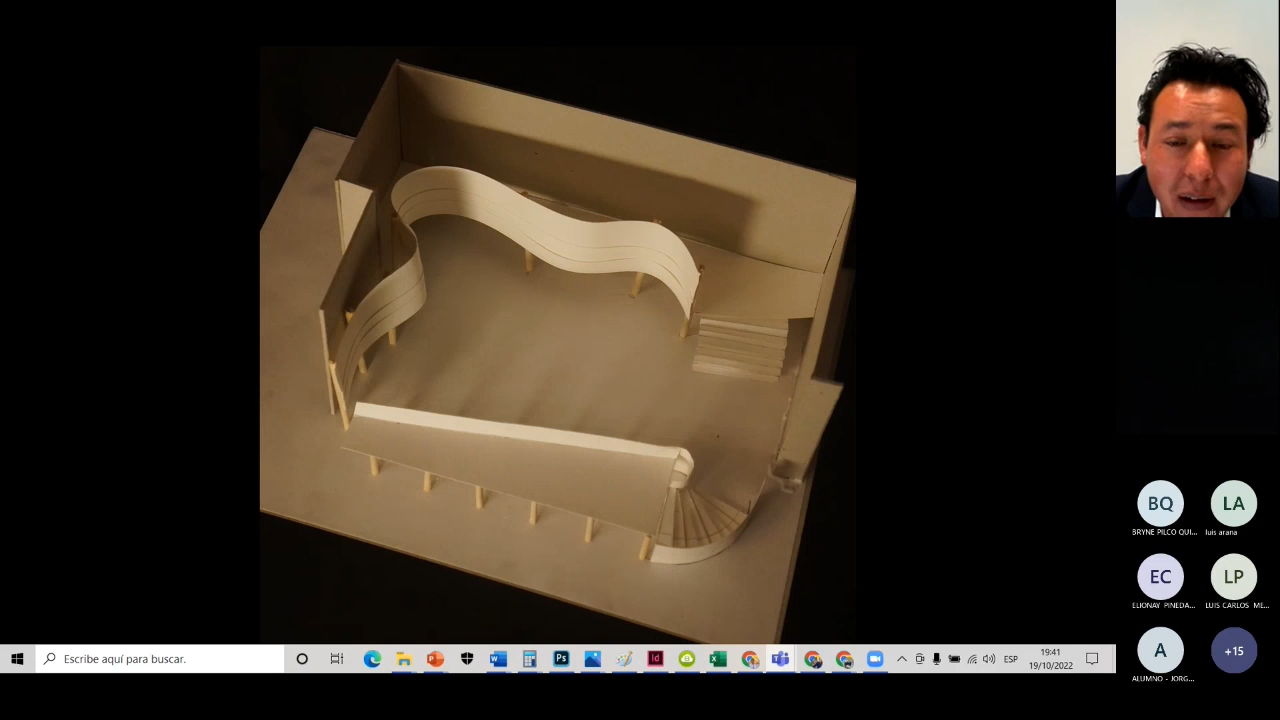 BQ
LA
BRYNE PILCO QUI...
luis arana
EC
LP
ELIONAY PINEDA...
LUIS CARLOS ME...
A
+15
ALUMNO - JORG...
Escribe aquí para buscar.
ESP
19:41
19/10/2022